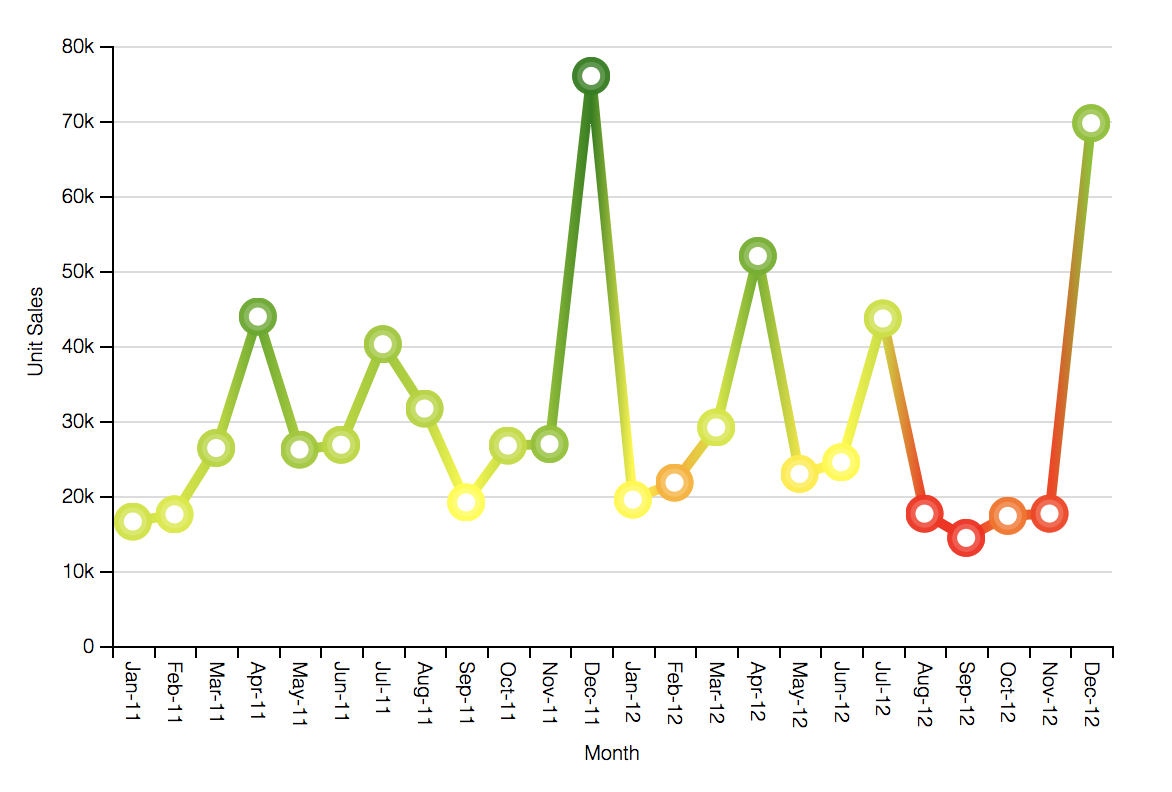 80k
70k
60k
50k
40k
30k
20k
10k
0
Unit Sales
Jan-11
Feb-11
Mar-11
Apr-11
May-11
Jun-11
Jul-11
Aug-11
Sep-11
Oct-11
Nov-11
Dec-11
Jan-12
Feb-12
Mar-12
Apr-12
May-12
Jun-12
Jul-12
Aug-12
Sep-12
Oct-12
Nov-12
Dec-12
Month